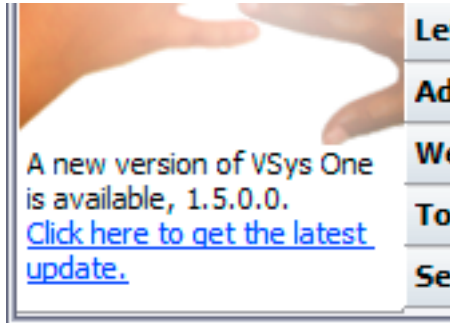 A new version of VSys One
is available, 1.5.0.0.
Click here to get the latest
update.